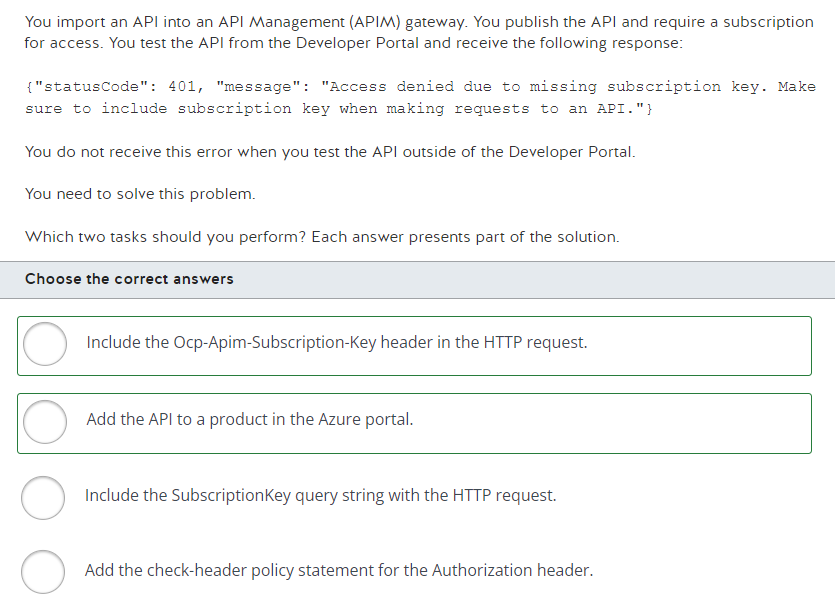 You import an API into an API Management (APIM) gateway. You publish the API and require a subscription
for access. You test the API from the Developer Portal and receive the following response:
{"statusCode": 401, "message": "Access denied due to missing subscription key. Make
sure to include subscription key when making requests to an API."}
You do not receive this error when you test the API outside of the Developer Portal.
You need to solve this problem.
Which two tasks should you perform? Each answer presents part of the solution.
Choose the correct answers
Include the Ocp-Apim-Subscription-Key header in the HTTP request.
Add the API to a product in the Azure portal.
Include the SubscriptionKey query string with the HTTP request.
Add the check-header policy statement for the Authorization header.